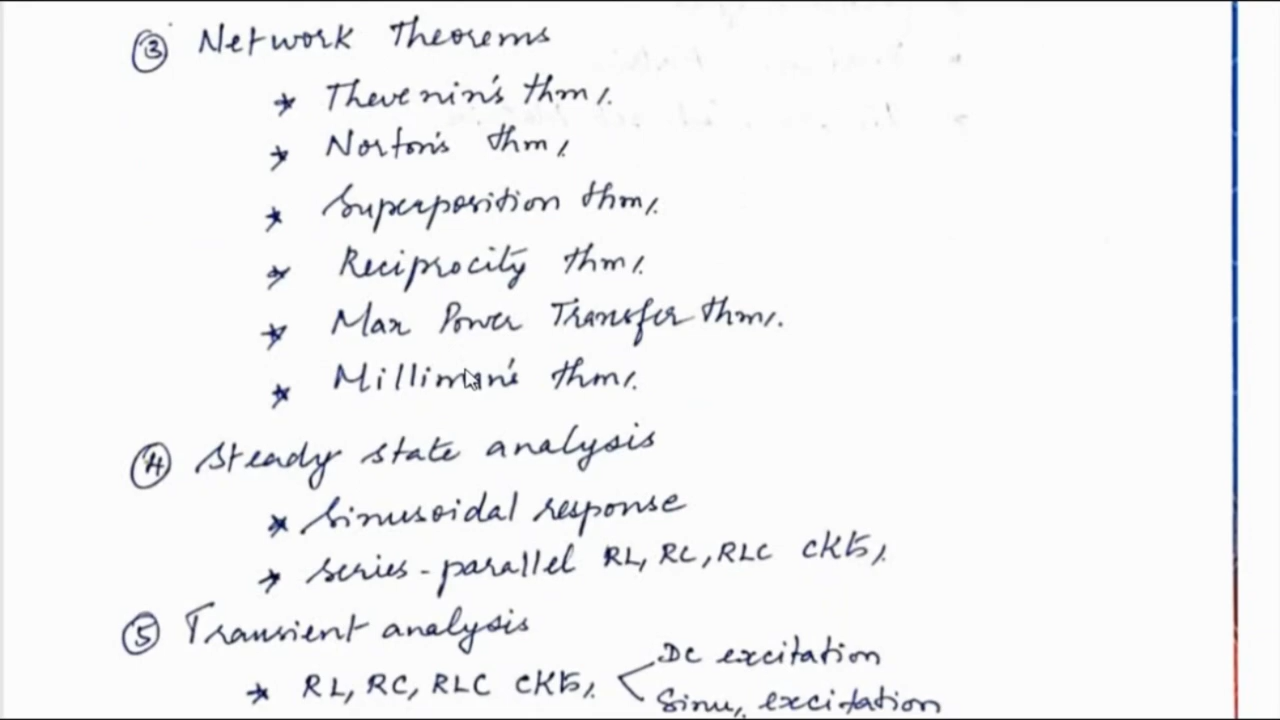 ③ Network Theorems
* Thevenin's thm/.
* Norton's thm/.
* Superposition thm/.
* Reciprocity thm/.
* Max Power Transfer thm/.
* Milliman's thm/.
④ Steady state analysis
* Sinusoidal response
* series-parallel RL, RC, RLC CKts/.
⑤ Transient analysis
* RL, RC, RLC CKts/. < DC excitation
Sinu, excitation